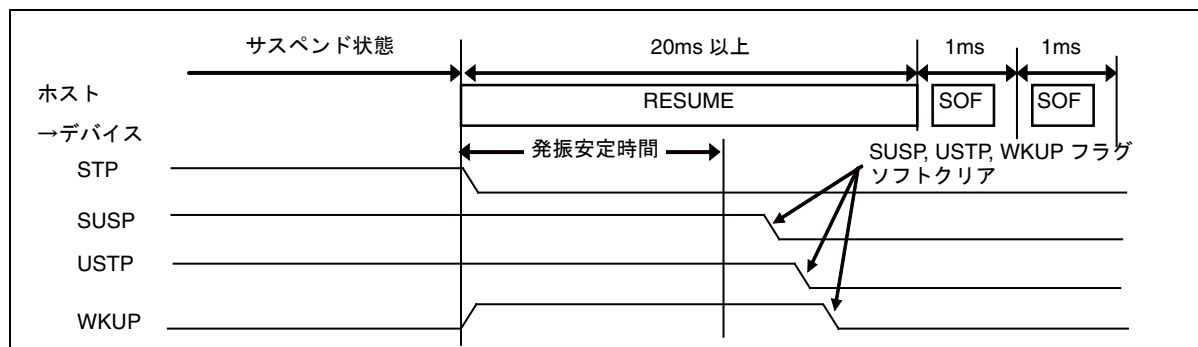 サスペンド状態
20ms 以上
1ms
1ms
ホスト
→デバイス
RESUME
SOF
SOF
発振安定時間
SUSP, USTP, WKUP フラグ
ソフトクリア
STP
SUSP
USTP
WKUP